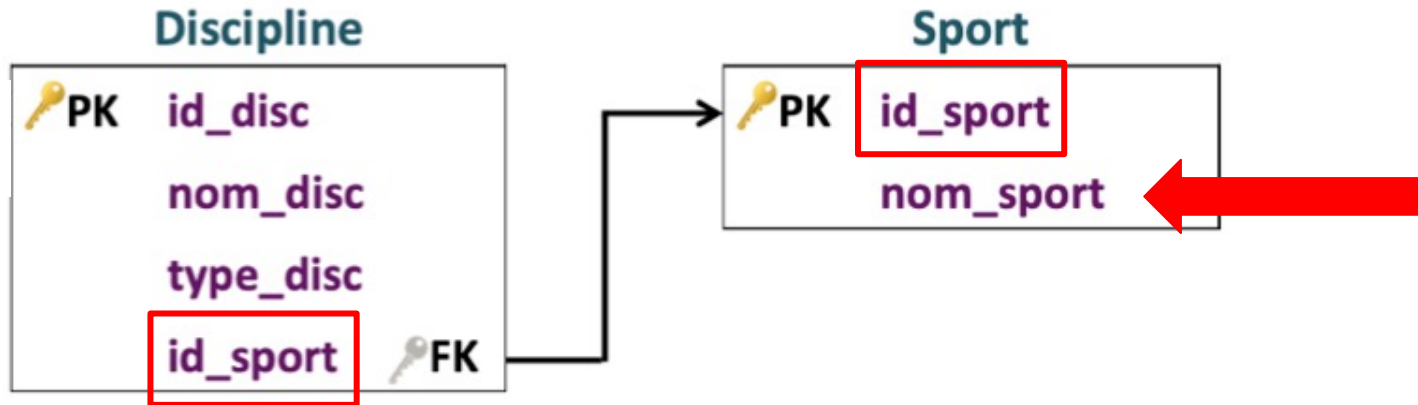 Discipline
PK id_disc
nom_disc
type_disc
id_sport FK
Sport
PK id_sport
nom_sport